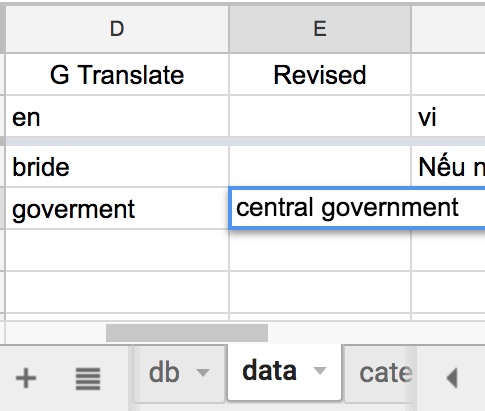 D E
G Translate Revised
en vi
bride Nếu n
goverment central government
db data cate